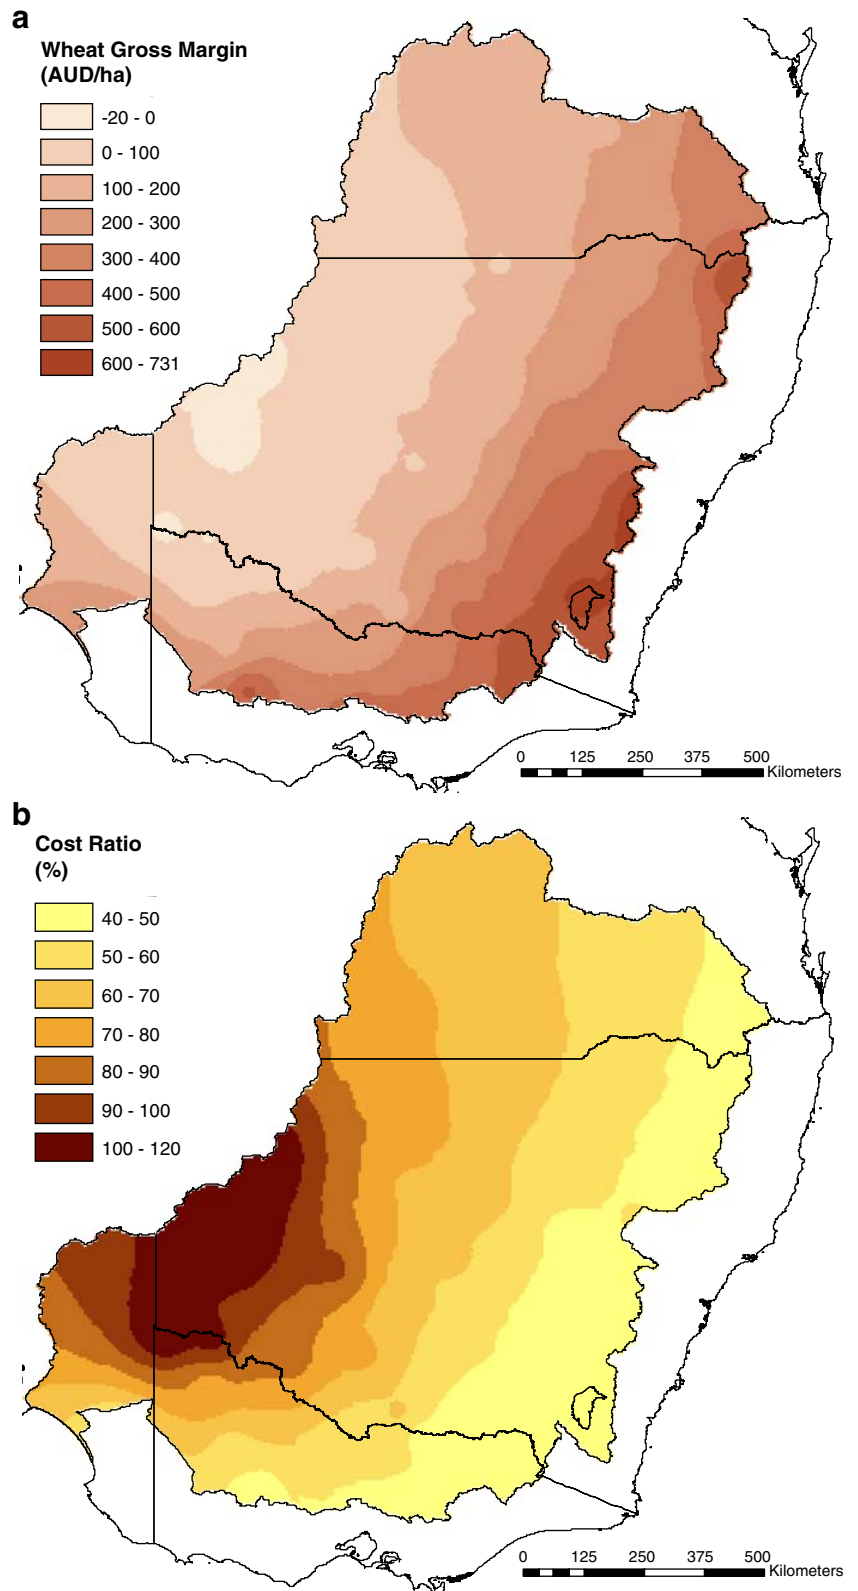 a
Wheat Gross Margin
(AUD/ha)
-20 - 0
0 - 100
100 - 200
200 - 300
300 - 400
400 - 500
500 - 600
600 - 731
0 125 250 375 500
Kilometers
b
Cost Ratio
(%)
40 - 50
50 - 60
60 - 70
70 - 80
80 - 90
90 - 100
100 - 120
0 125 250 375 500
Kilometers